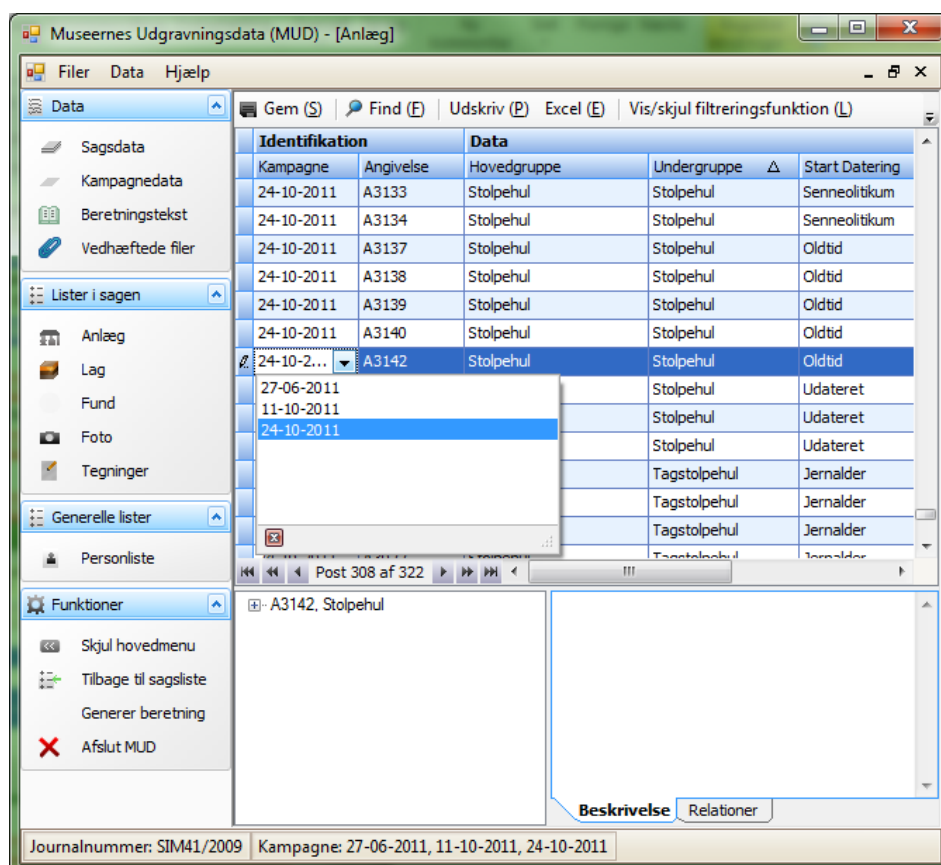 Museernes Udgravningsdata (MUD) - [Anlæg]
Filer Data Hjælp
Data
Sagsdata
Kampagnedata
Beretningstekst
Vedhæftede filer
Lister i sagen
Anlæg
Lag
Fund
Foto
Tegninger
Generelle lister
Personliste
Funktioner
Skjul hovedmenu
Tilbage til sagsliste
Generer beretning
Afslut MUD
Gem (S) Find (F) Udskriv (P) Excel (E) Vis/skjul filtreringsfunktion (L)
Identifikation Data
Kampagne Angivelse Hovedgruppe Undergruppe Start Datering
24-10-2011 A3133 Stolpehul Stolpehul Senneolitikum
24-10-2011 A3134 Stolpehul Stolpehul Senneolitikum
24-10-2011 A3137 Stolpehul Stolpehul Oldtid
24-10-2011 A3138 Stolpehul Stolpehul Oldtid
24-10-2011 A3139 Stolpehul Stolpehul Oldtid
24-10-2011 A3140 Stolpehul Stolpehul Oldtid
24-10-2... A3142 Stolpehul Stolpehul Oldtid
27-06-2011
11-10-2011
24-10-2011
Stolpehul Udateret
Stolpehul Udateret
Stolpehul Udateret
Tagstolpehul Jernalder
Tagstolpehul Jernalder
Tagstolpehul Jernalder
Tagstolpehul Jernalder
Post 308 af 322
A3142, Stolpehul
Beskrivelse Relationer
Journalnummer: SIM41/2009 Kampagne: 27-06-2011, 11-10-2011, 24-10-2011